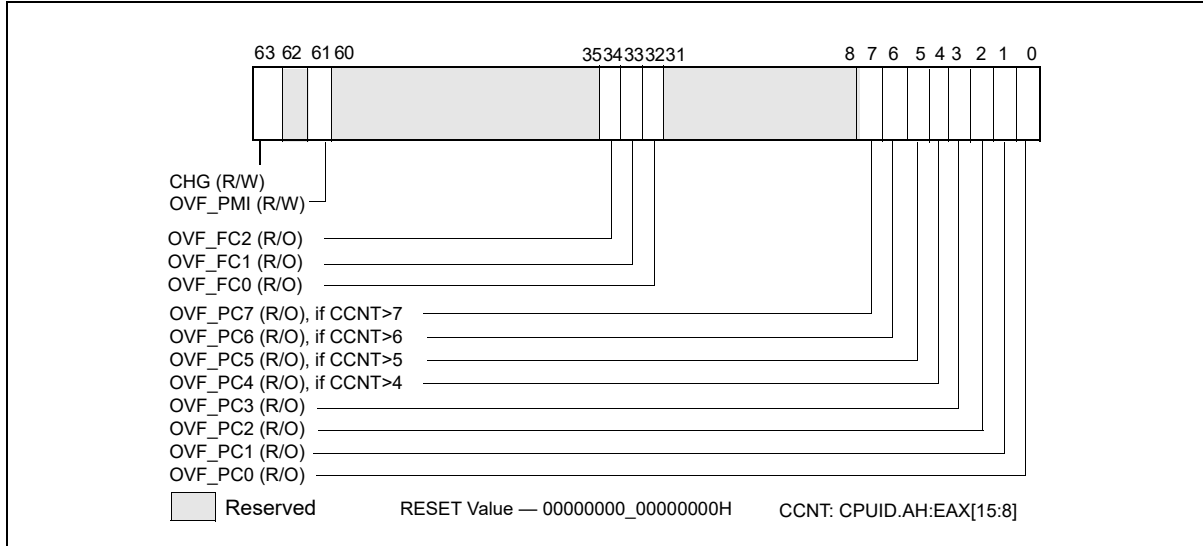 63 62 61 60 35 34 33 32 31 8 7 6 5 4 3 2 1 0
CHG (R/W)
OVF_PMI (R/W)
OVF_FC2 (R/O)
OVF_FC1 (R/O)
OVF_FC0 (R/O)
OVF_PC7 (R/O), if CCNT>7
OVF_PC6 (R/O), if CCNT>6
OVF_PC5 (R/O), if CCNT>5
OVF_PC4 (R/O), if CCNT>4
OVF_PC3 (R/O)
OVF_PC2 (R/O)
OVF_PC1 (R/O)
OVF_PC0 (R/O)
Reserved RESET Value — 00000000_00000000H CCNT: CPUID.AH:EAX[15:8]